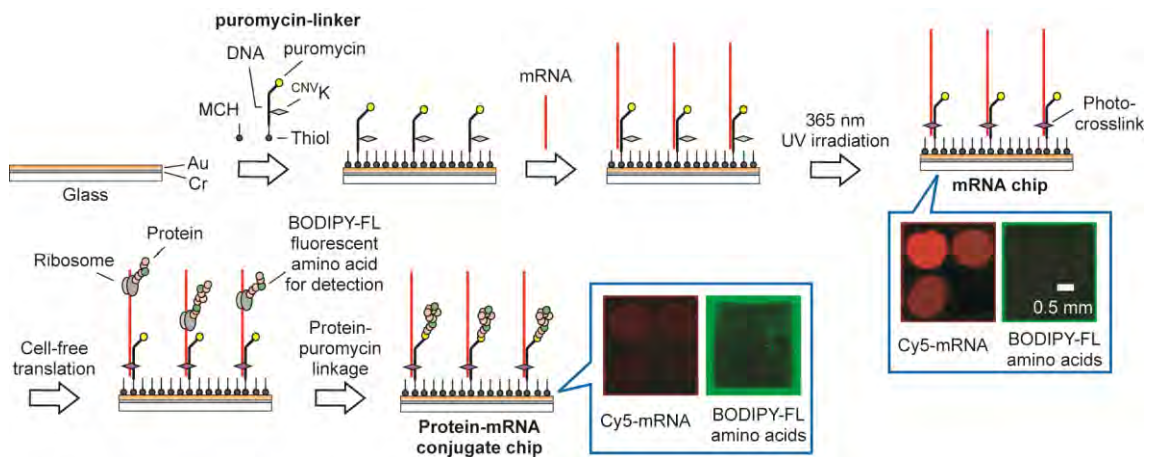 puromycin-linker
DNA
puromycin
CNVK
MCH
Thiol
Au
Cr
Glass
mRNA
365 nm
UV irradiation
Photo-
crosslink
mRNA chip
Cy5-mRNA
0.5 mm
BODIPY-FL
amino acids
Cell-free
translation
Ribosome
Protein
BODIPY-FL
fluorescent
amino acid
for detection
Protein-
puromycin
linkage
Protein-mRNA
conjugate chip
Cy5-mRNA
BODIPY-FL
amino acids